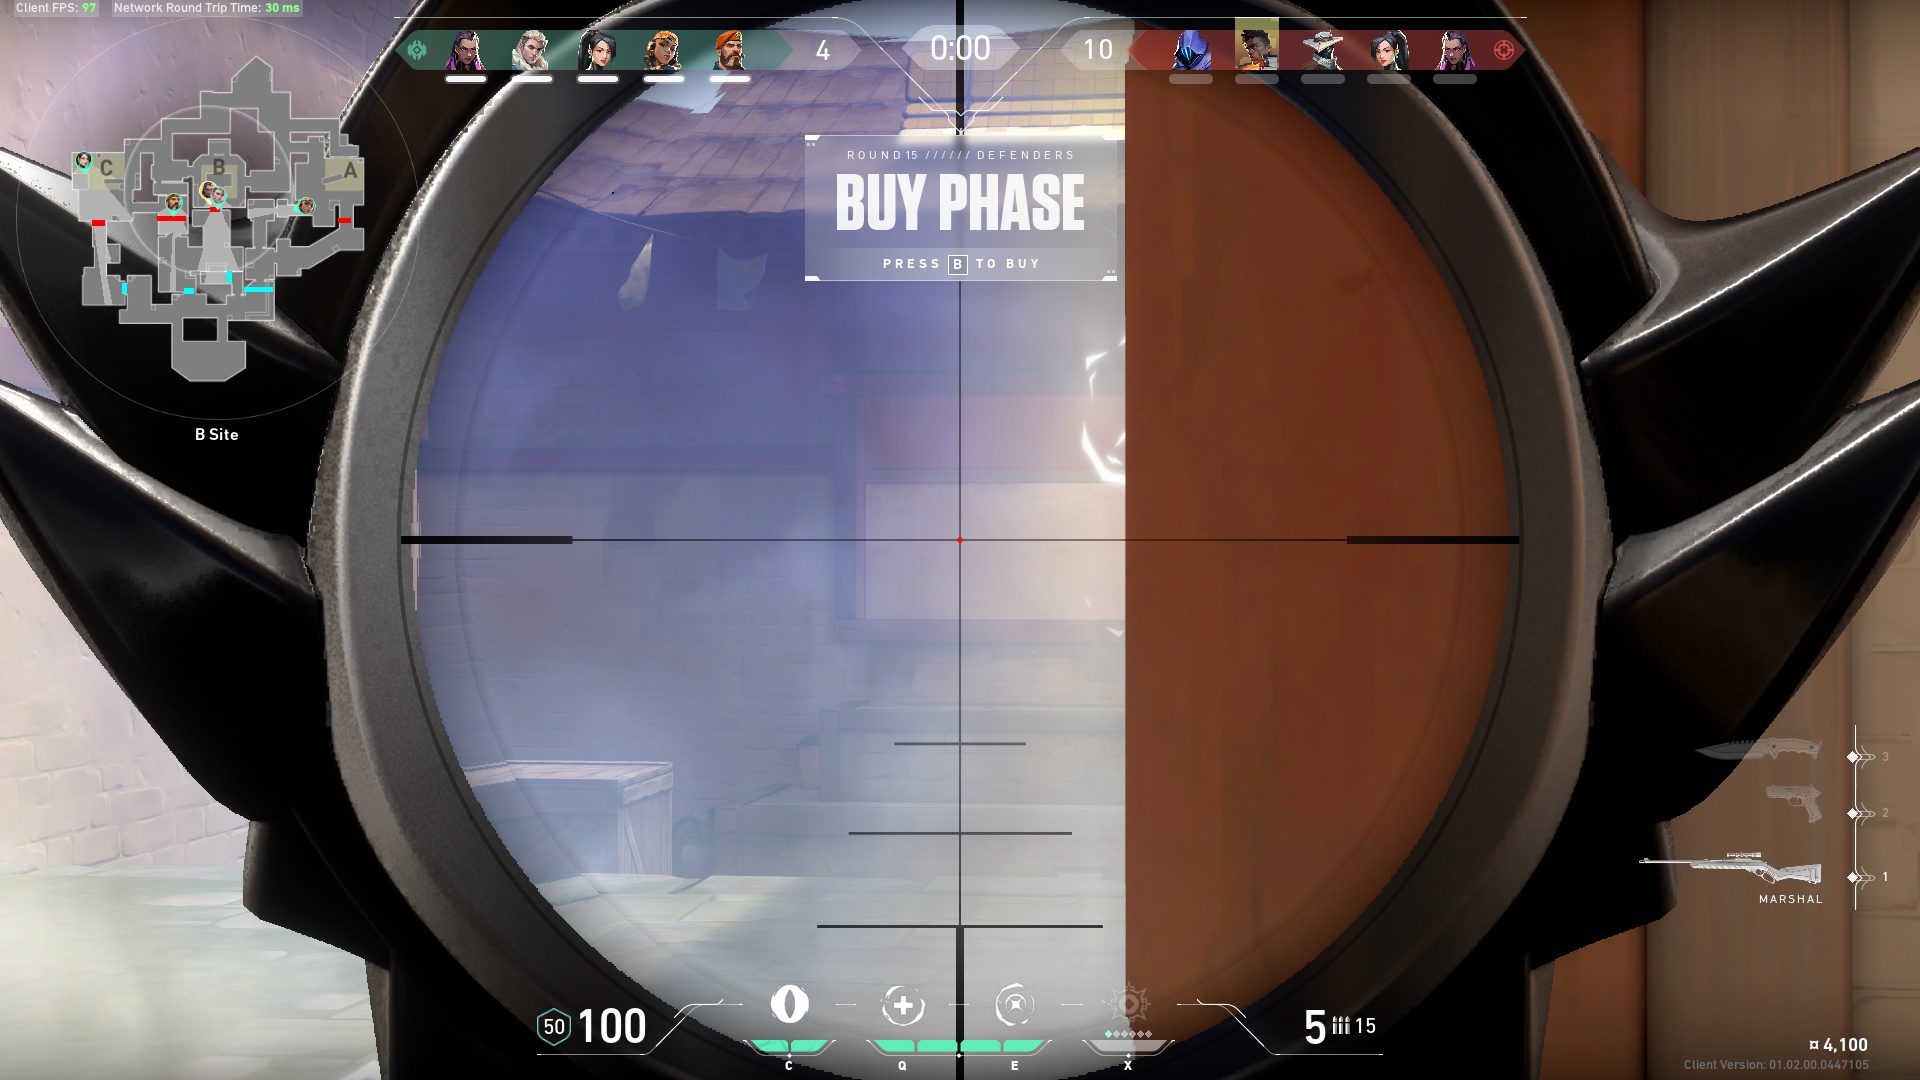 Client FPS: 97 Network Round Trip Time: 30 ms
4 0:00 10
ROUND 15 ////// DEFENDERS
BUY PHASE
PRESS B TO BUY
C B A
B Site
3
2
1
MARSHAL
50 100
C Q E X
5 15
¤ 4,100
Client Version: 01.02.00.0447105